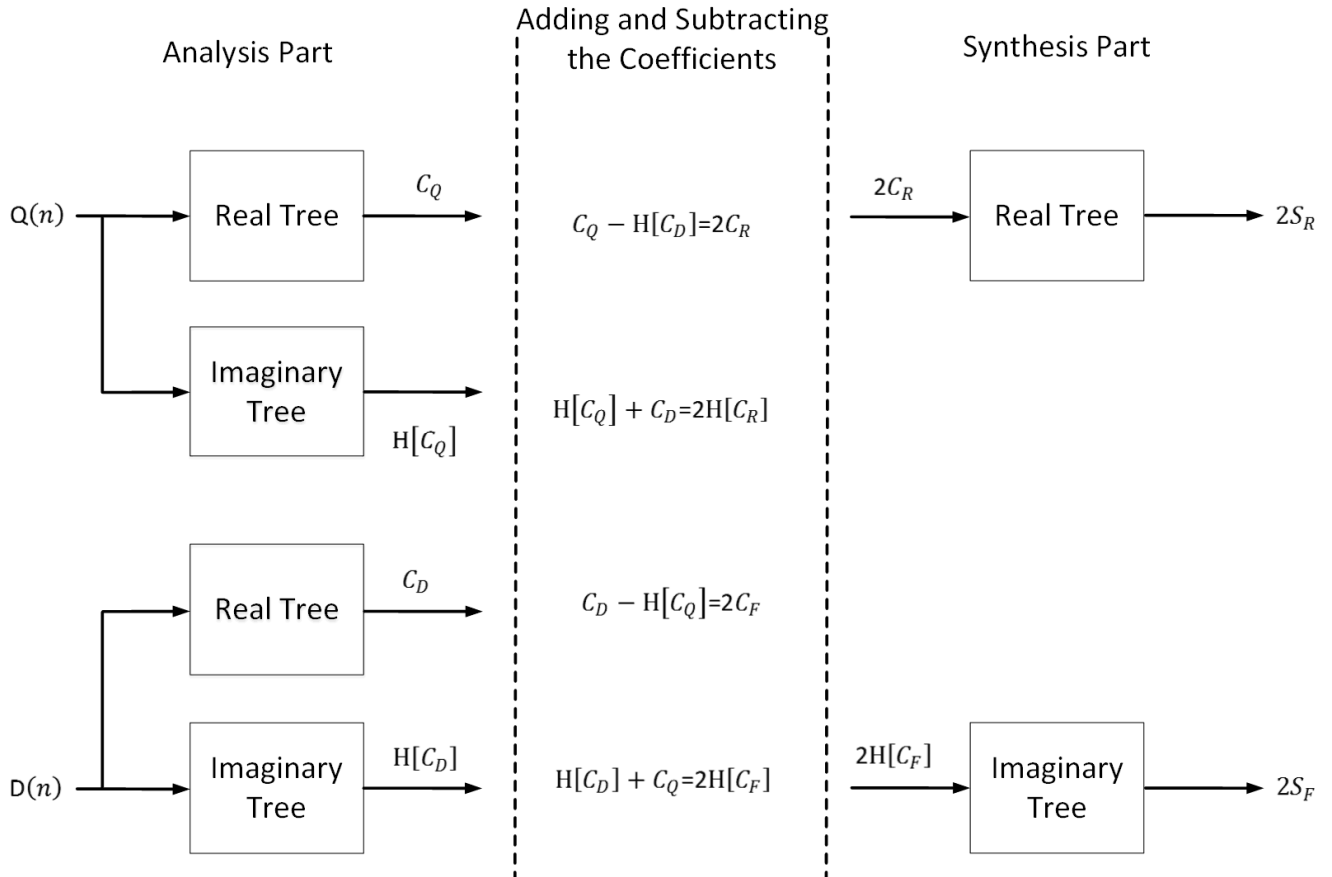 Analysis Part
Adding and Subtracting
the Coefficients
Synthesis Part
Q(n)
Real Tree
C_Q
C_Q − H[C_D]=2C_R
2C_R
Real Tree
2S_R
Imaginary
Tree
H[C_Q]
H[C_Q] + C_D=2H[C_R]
Real Tree
C_D
C_D − H[C_Q]=2C_F
D(n)
Imaginary
Tree
H[C_D]
H[C_D] + C_Q=2H[C_F]
2H[C_F]
Imaginary
Tree
2S_F